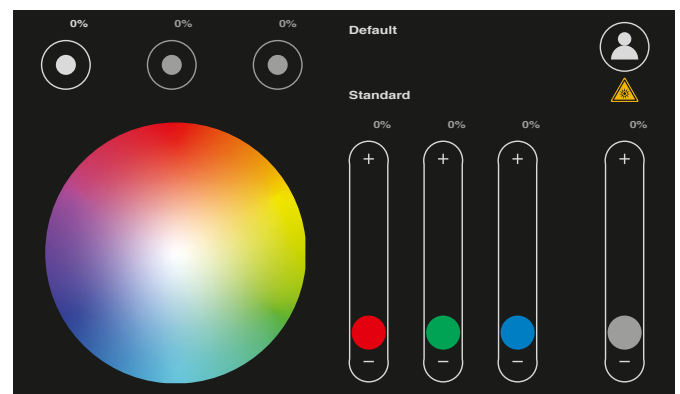 0% 0% 0%
Default
Standard
0% 0% 0% 0%
+ + + +
− − − −